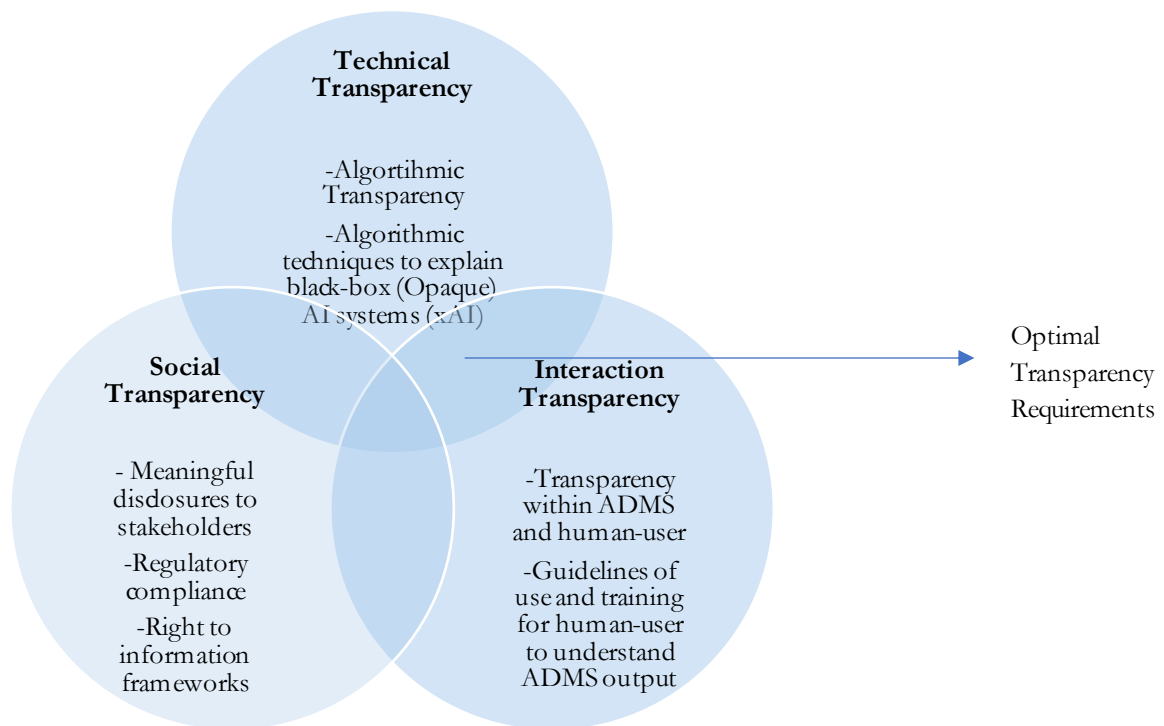 Technical
Transparency
-Algortihmic
Transparency
-Algorithmic
techniques to explain
black-box (Opaque)
AI systems (xAI)
Social
Transparency
- Meaningful
disclosures to
stakeholders
-Regulatory
compliance
-Right to
information
frameworks
Interaction
Transparency
-Transparency
within ADMS
and human-user
-Guidelines of
use and training
for human-user
to understand
ADMS output
Optimal
Transparency
Requirements